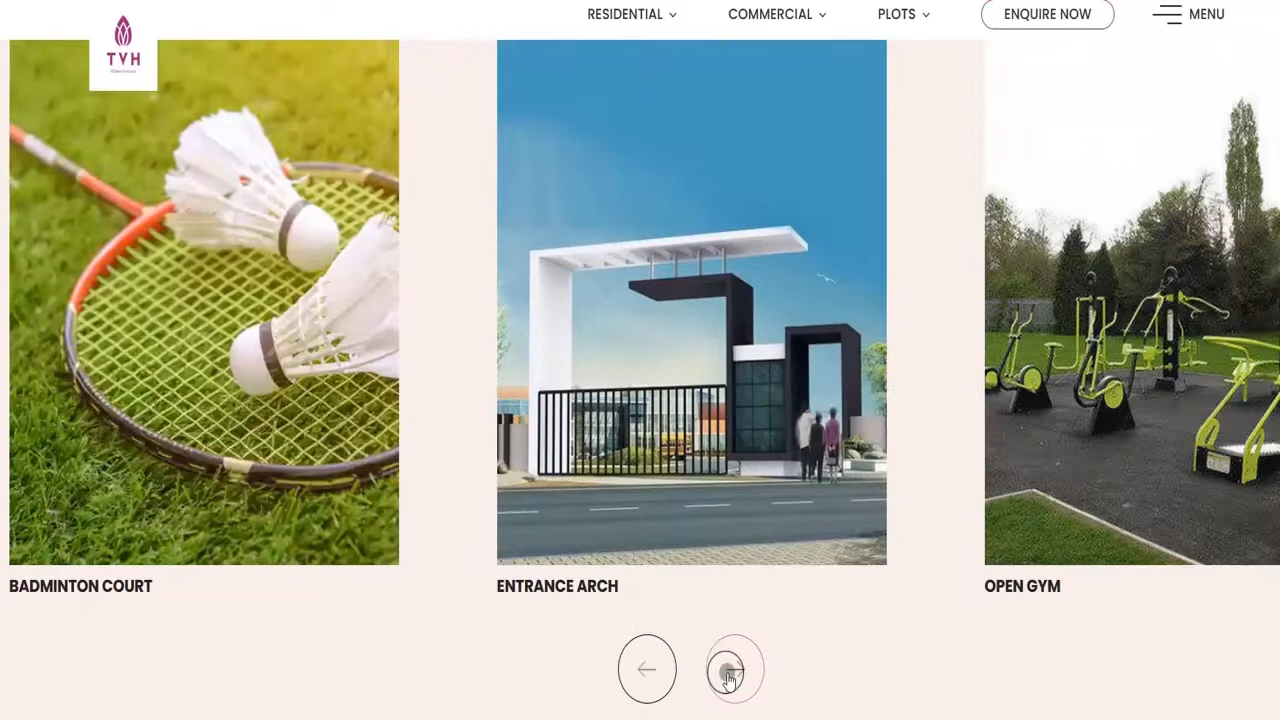 RESIDENTIAL
COMMERCIAL
PLOTS
ENQUIRE NOW
MENU
TVH
BADMINTON COURT
ENTRANCE ARCH
OPEN GYM